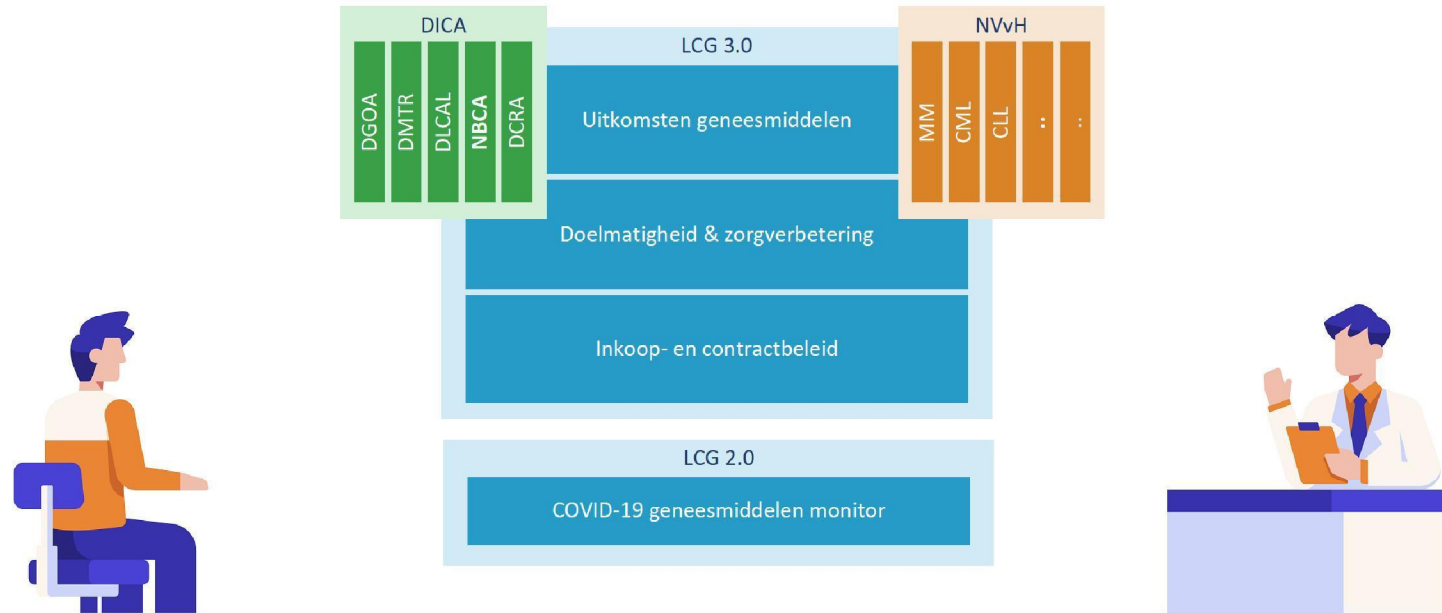 DICA
DGOA
DMTR
DLCAL
NBCA
DCRA
LCG 3.0
Uitkomsten geneesmiddelen
Doelmatigheid & zorgverbetering
Inkoop- en contractbeleid
NVvH
MM
CML
CLL
..
..
LCG 2.0
COVID-19 geneesmiddelen monitor